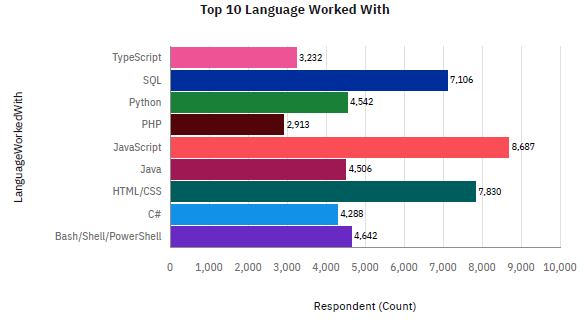 Top 10 Language Worked With
LanguageWorkedWith
TypeScript 3,232
SQL 7,106
Python 4,542
PHP 2,913
JavaScript 8,687
Java 4,506
HTML/CSS 7,830
C# 4,288
Bash/Shell/PowerShell 4,642
0 1,000 2,000 3,000 4,000 5,000 6,000 7,000 8,000 9,000 10,000
Respondent (Count)